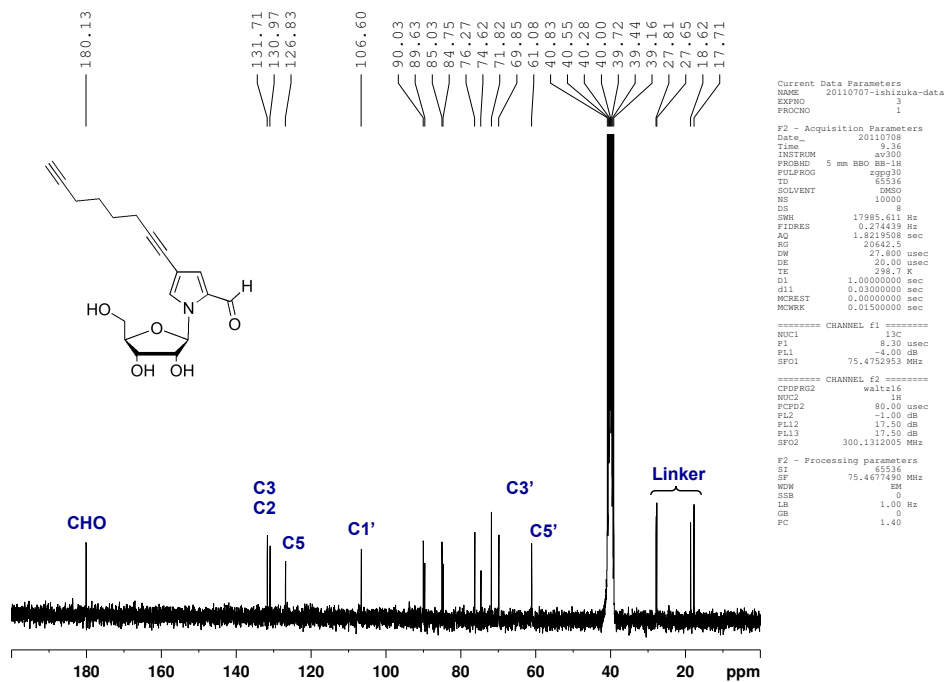 180.13
131.71
130.97
126.83
106.60
90.03
89.63
85.03
84.75
76.27
74.62
71.82
69.85
61.08
40.83
40.55
40.28
40.00
39.72
39.44
39.16
27.81
27.65
18.62
17.71
Current Data Parameters
NAME 20110707-ishizuka-data
EXPNO 3
PROCNO 1
F2 - Acquisition Parameters
Date_ 20110708
Time 9.36
INSTRUM av300
PROBHD 5 mm BBO BB-1H
PULPROG zgpg30
TD 65536
SOLVENT DMSO
NS 10000
DS 8
SWH 17985.611 Hz
FIDRES 0.274439 Hz
AQ 1.8219508 sec
RG 20642.5
DW 27.800 usec
DE 20.00 usec
TE 298.7 K
D1 1.00000000 sec
d11 0.03000000 sec
MCREST 0.00000000 sec
MCWRK 0.01500000 sec
======== CHANNEL f1 ========
NUC1 13C
P1 8.30 usec
PL1 -4.00 dB
SFO1 75.4752953 MHz
======== CHANNEL f2 ========
CPDPRG2 waltz16
NUC2 1H
PCPD2 80.00 usec
PL2 -1.00 dB
PL12 17.50 dB
PL13 17.50 dB
SFO2 300.1312005 MHz
F2 - Processing parameters
SI 65536
SF 75.4677490 MHz
WDW EM
SSB 0
LB 1.00 Hz
GB 0
PC 1.40
H
N
O
HO
O
OH OH
CHO
C3
C2
C5
C1'
C3'
C5'
Linker
180 160 140 120 100 80 60 40 20 ppm